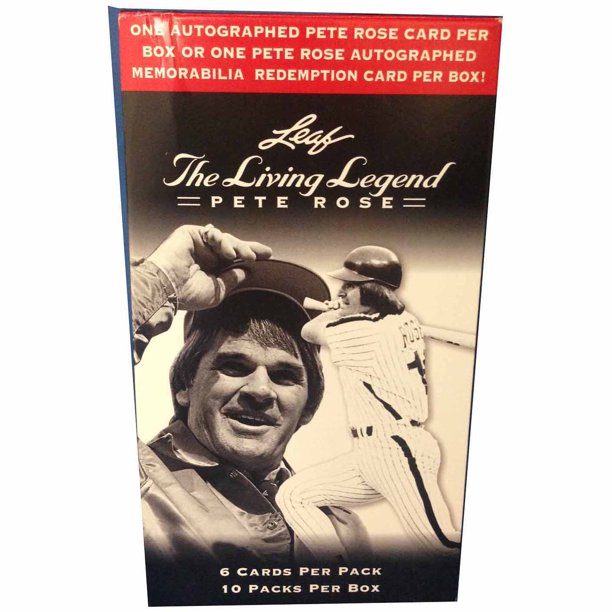 ONE AUTOGRAPHED PETE ROSE CARD PER
BOX OR ONE PETE ROSE AUTOGRAPHED
MEMORABILIA REDEMPTION CARD PER BOX!
Leaf
The Living Legend
PETE ROSE
ROSE
6 CARDS PER PACK
10 PACKS PER BOX